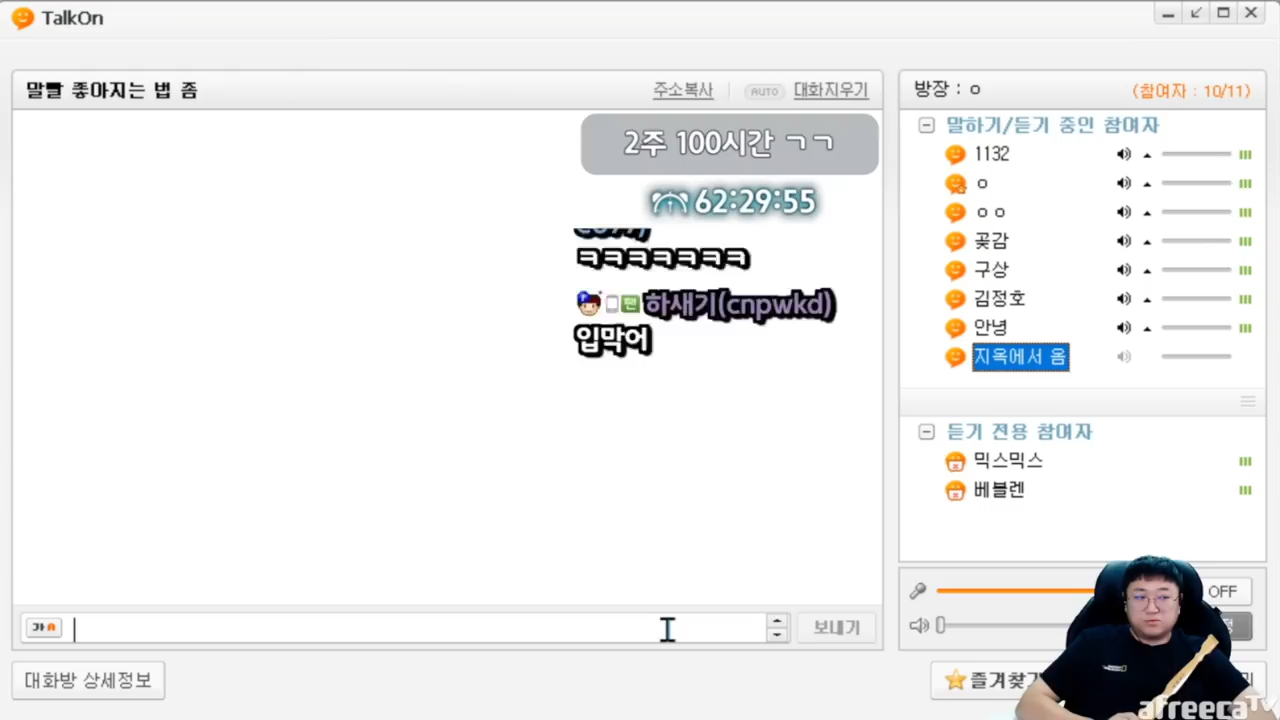 TalkOn
말빨 좋아지는 법 좀
주소복사
AUTO
대화지우기
2주 100시간 ㄱㄱ
62:29:55
ㅋㅋㅋㅋㅋㅋㅋ
팬 하새기(cnpwkd)
입막어
가A
보내기
대화방 상세정보
방장 : ㅇ
(참여자 : 10/11)
말하기/듣기 중인 참여자
1132
ㅇ
ㅇㅇ
곶감
구상
김정호
안녕
지옥에서 옴
듣기 전용 참여자
믹스믹스
베블렌
OFF
즐겨찾기
afreecaTV